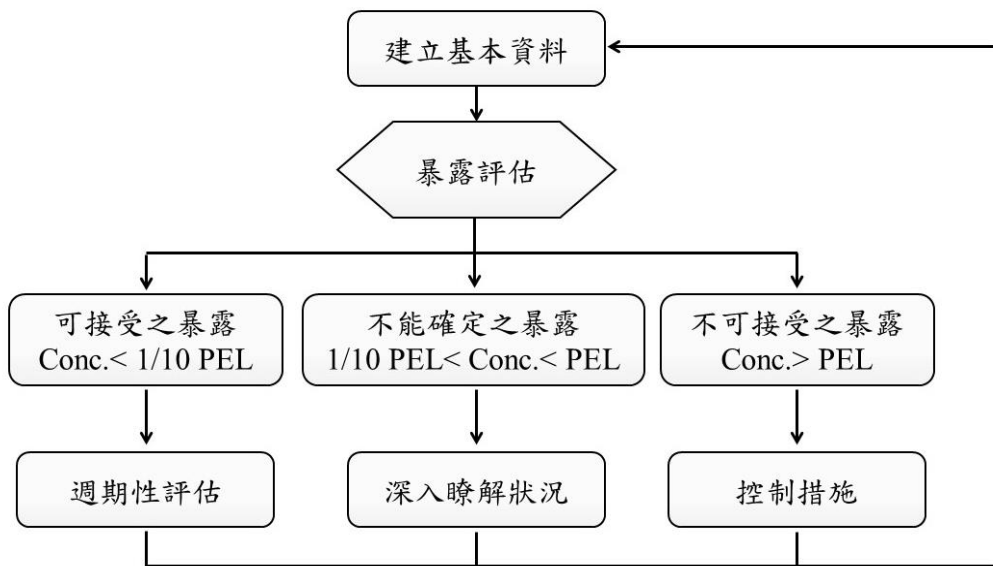 建立基本資料
暴露評估
可接受之暴露
Conc.< 1/10 PEL
不能確定之暴露
1/10 PEL< Conc.< PEL
不可接受之暴露
Conc.> PEL
週期性評估
深入瞭解狀況
控制措施